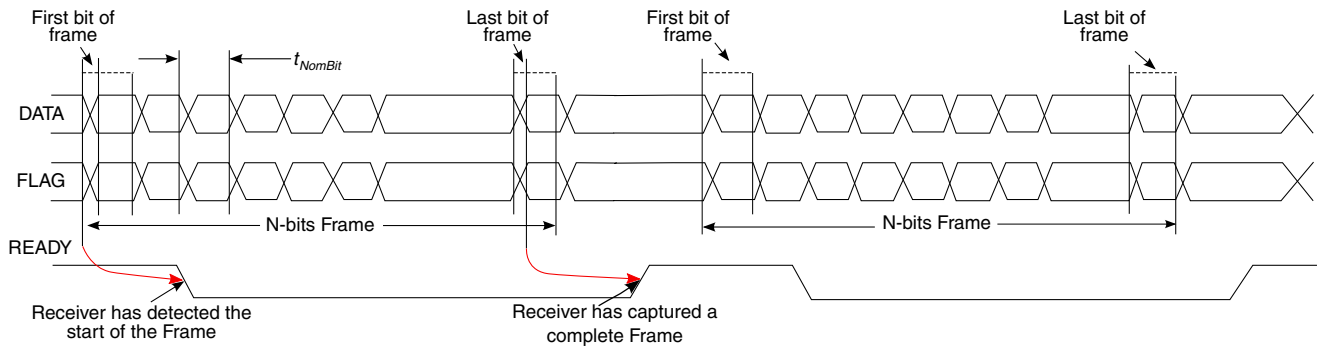 First bit of
frame
Last bit of
frame
First bit of
frame
Last bit of
frame
tNomBit
DATA
FLAG
N-bits Frame
N-bits Frame
READY
Receiver has detected the
start of the Frame
Receiver has captured a
complete Frame